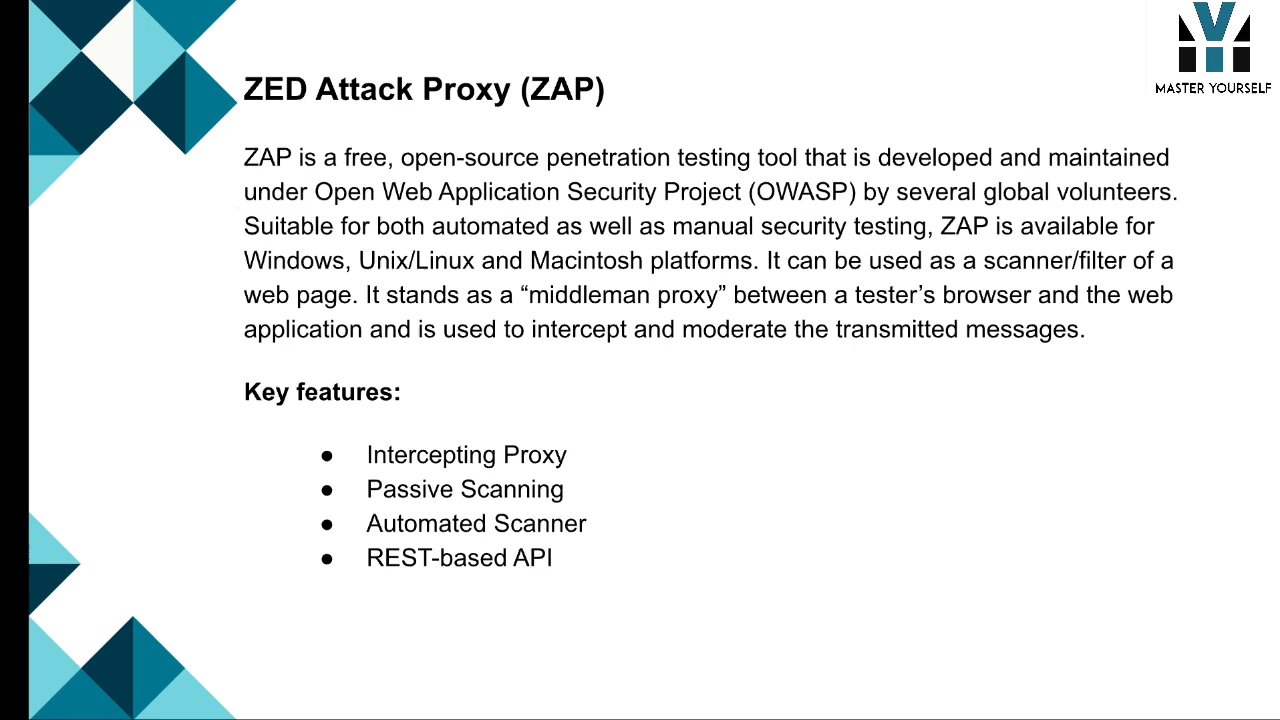 MASTER YOURSELF
ZED Attack Proxy (ZAP)
ZAP is a free, open-source penetration testing tool that is developed and maintained
under Open Web Application Security Project (OWASP) by several global volunteers.
Suitable for both automated as well as manual security testing, ZAP is available for
Windows, Unix/Linux and Macintosh platforms. It can be used as a scanner/filter of a
web page. It stands as a “middleman proxy” between a tester’s browser and the web
application and is used to intercept and moderate the transmitted messages.
Key features:
● Intercepting Proxy
● Passive Scanning
● Automated Scanner
● REST-based API